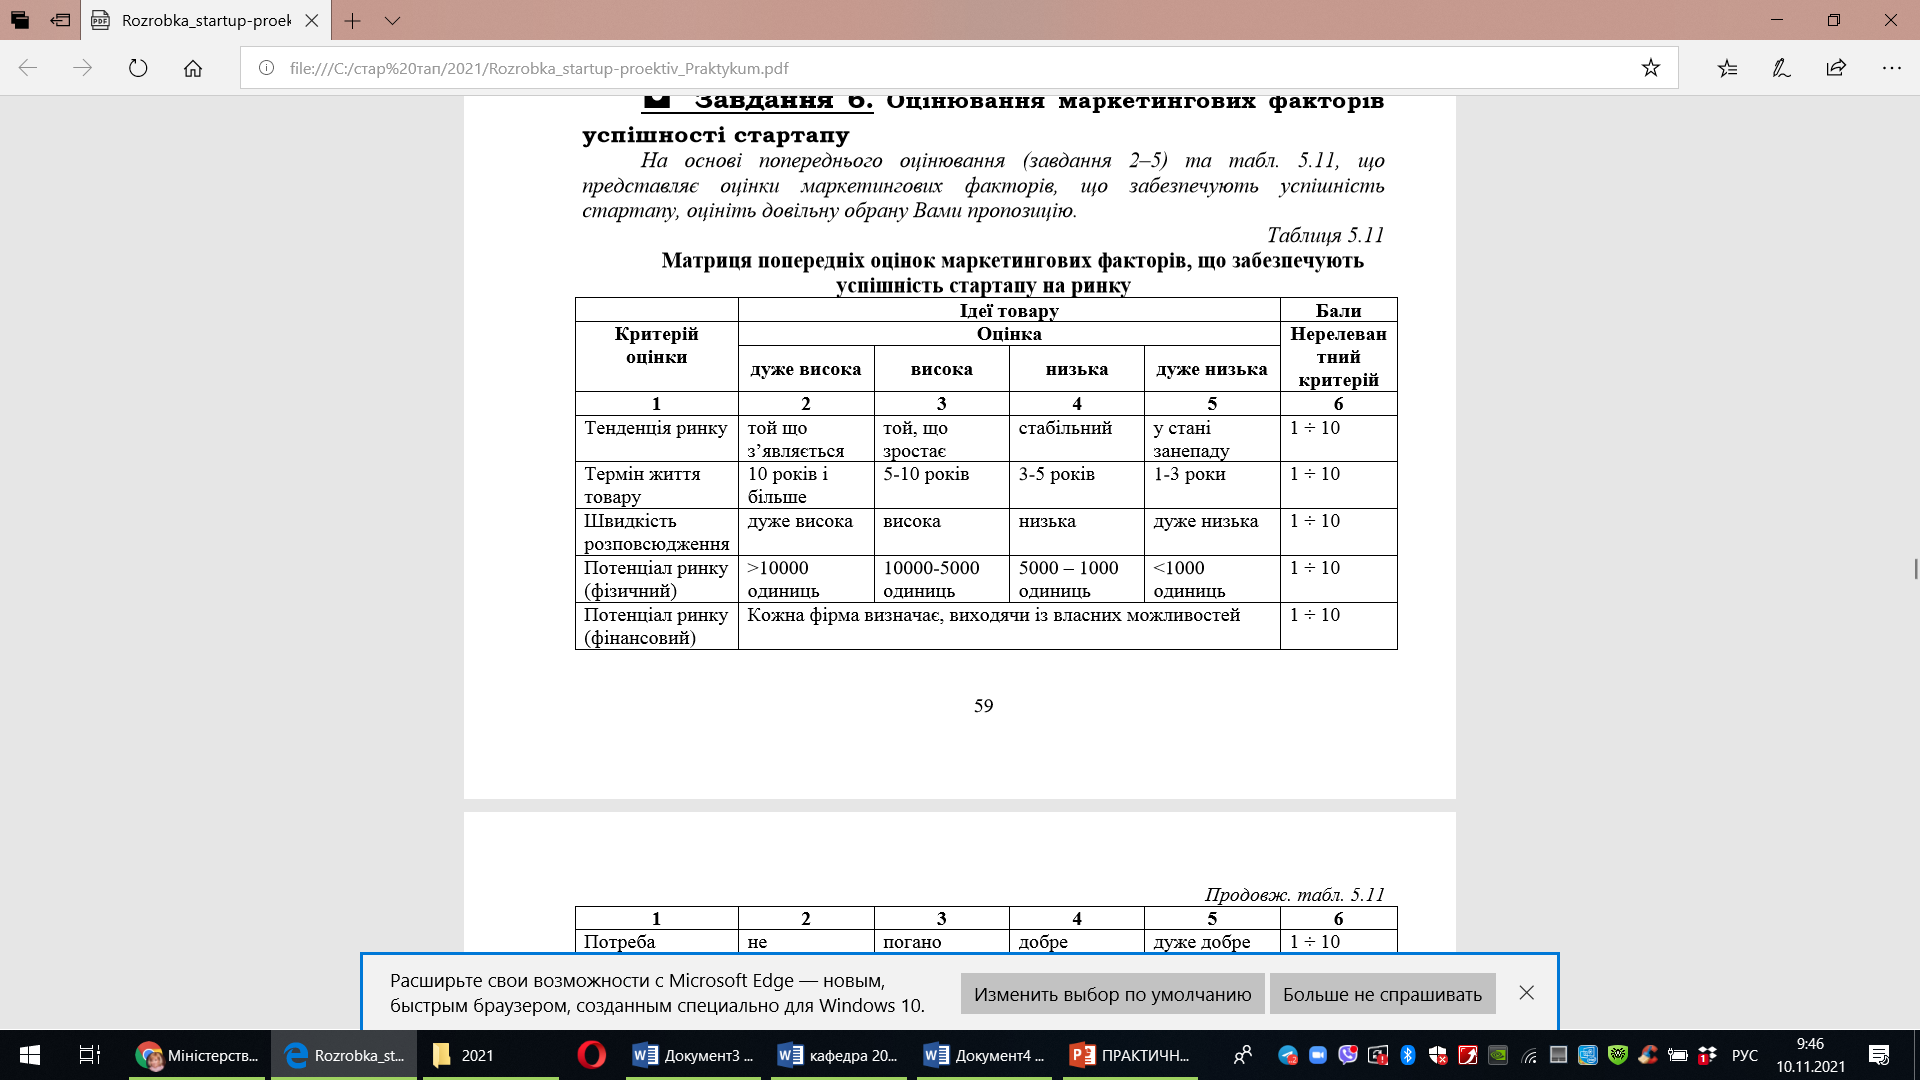 Rozrobka_startup-proek
file:///C:/стар%20тап/2021/Rozrobka_startup-proektiv_Praktykum.pdf
Завдання 6. Оцінювання маркетингових факторів
успішності стартапу
На основі попереднього оцінювання (завдання 2–5) та табл. 5.11, що
представляє оцінки маркетингових факторів, що забезпечують успішність
стартапу, оцініть довільну обрану Вами пропозицію.
Таблиця 5.11
Матриця попередніх оцінок маркетингових факторів, що забезпечують
успішність стартапу на ринку
Ідеї товару Бали
Критерій оцінки Оцінка Нерелевантний критерій
дуже висока висока низька дуже низька
1 2 3 4 5 6
Тенденція ринку той що з’являється той, що зростає стабільний у стані занепаду 1 ÷ 10
Термін життя товару 10 років і більше 5-10 років 3-5 років 1-3 роки 1 ÷ 10
Швидкість розповсюдження дуже висока висока низька дуже низька 1 ÷ 10
Потенціал ринку (фізичний) >10000 одиниць 10000-5000 одиниць 5000 – 1000 одиниць <1000 одиниць 1 ÷ 10
Потенціал ринку (фінансовий) Кожна фірма визначає, виходячи із власних можливостей 1 ÷ 10
59
Продовж. табл. 5.11
1 2 3 4 5 6
Потреба не погано добре дуже добре 1 ÷ 10
Расширьте свои возможности с Microsoft Edge — новым,
быстрым браузером, созданным специально для Windows 10.
Изменить выбор по умолчанию Больше не спрашивать
Міністерств... Rozrobka_st... 2021 Документ3 ... кафедра 20... Документ4 ... ПРАКТИЧН... РУС 9:46
10.11.2021